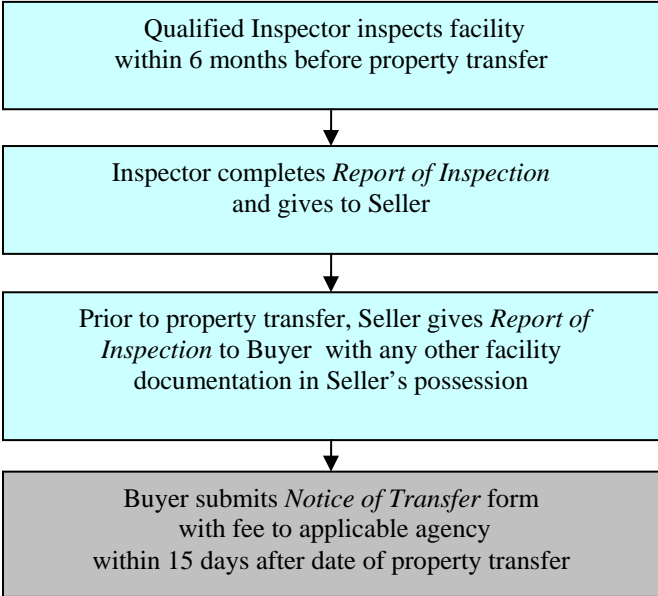 Qualified Inspector inspects facility
within 6 months before property transfer
Inspector completes Report of Inspection
and gives to Seller
Prior to property transfer, Seller gives Report of
Inspection to Buyer with any other facility
documentation in Seller's possession
Buyer submits Notice of Transfer form
with fee to applicable agency
within 15 days after date of property transfer